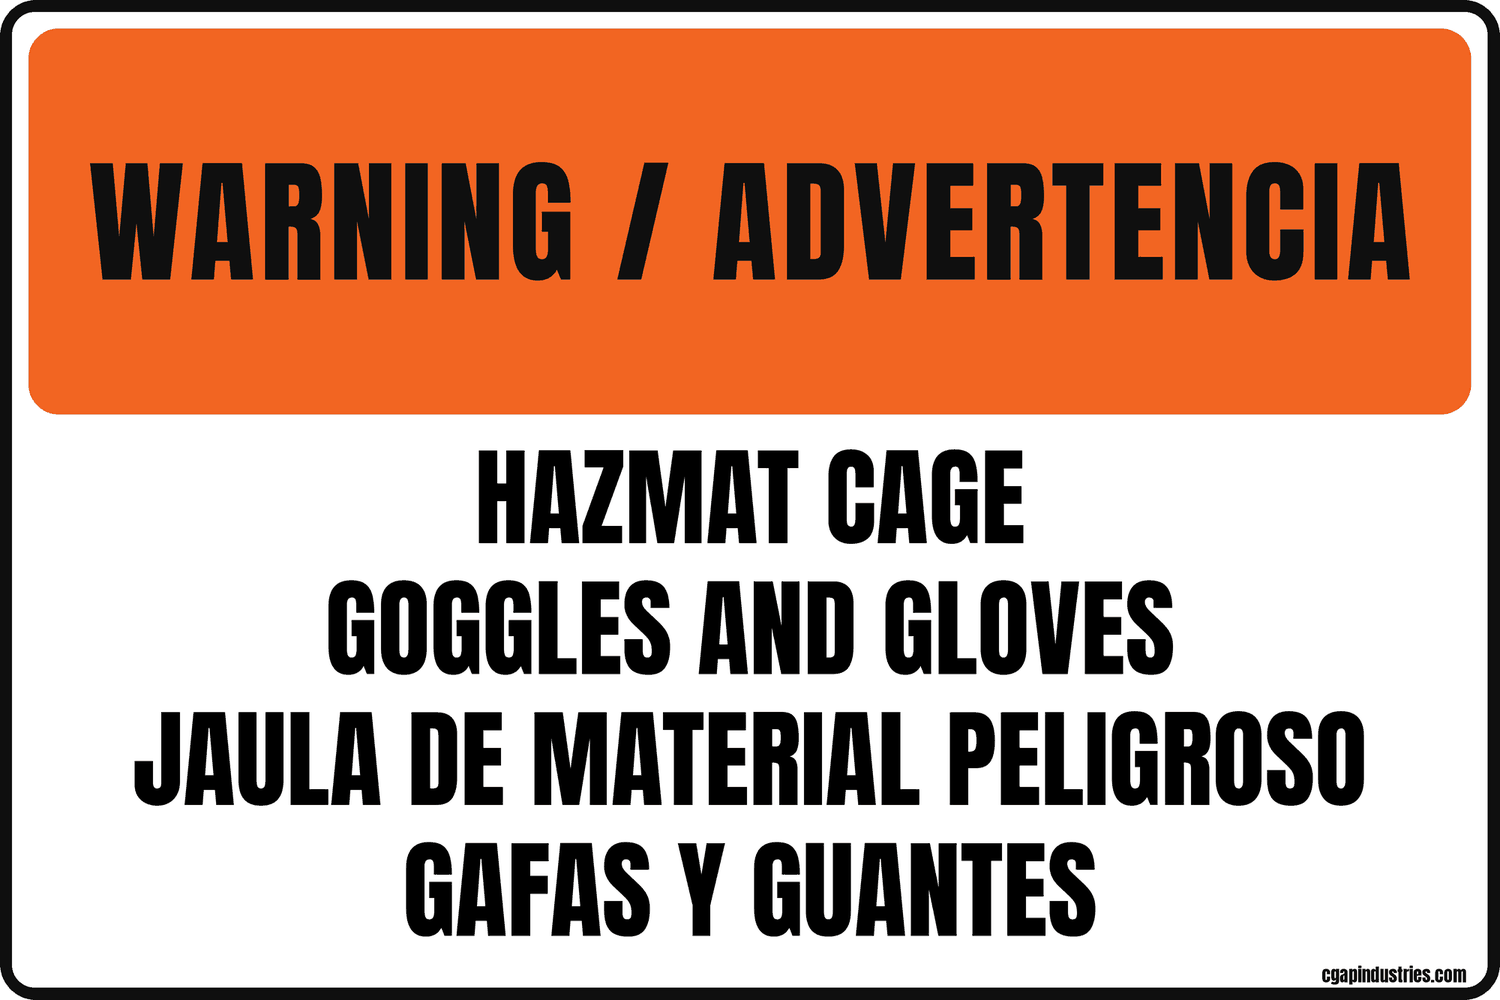 WARNING / ADVERTENCIA
HAZMAT CAGE
GOGGLES AND GLOVES
JAULA DE MATERIAL PELIGROSO
GAFAS Y GUANTES
cgapindustries.com